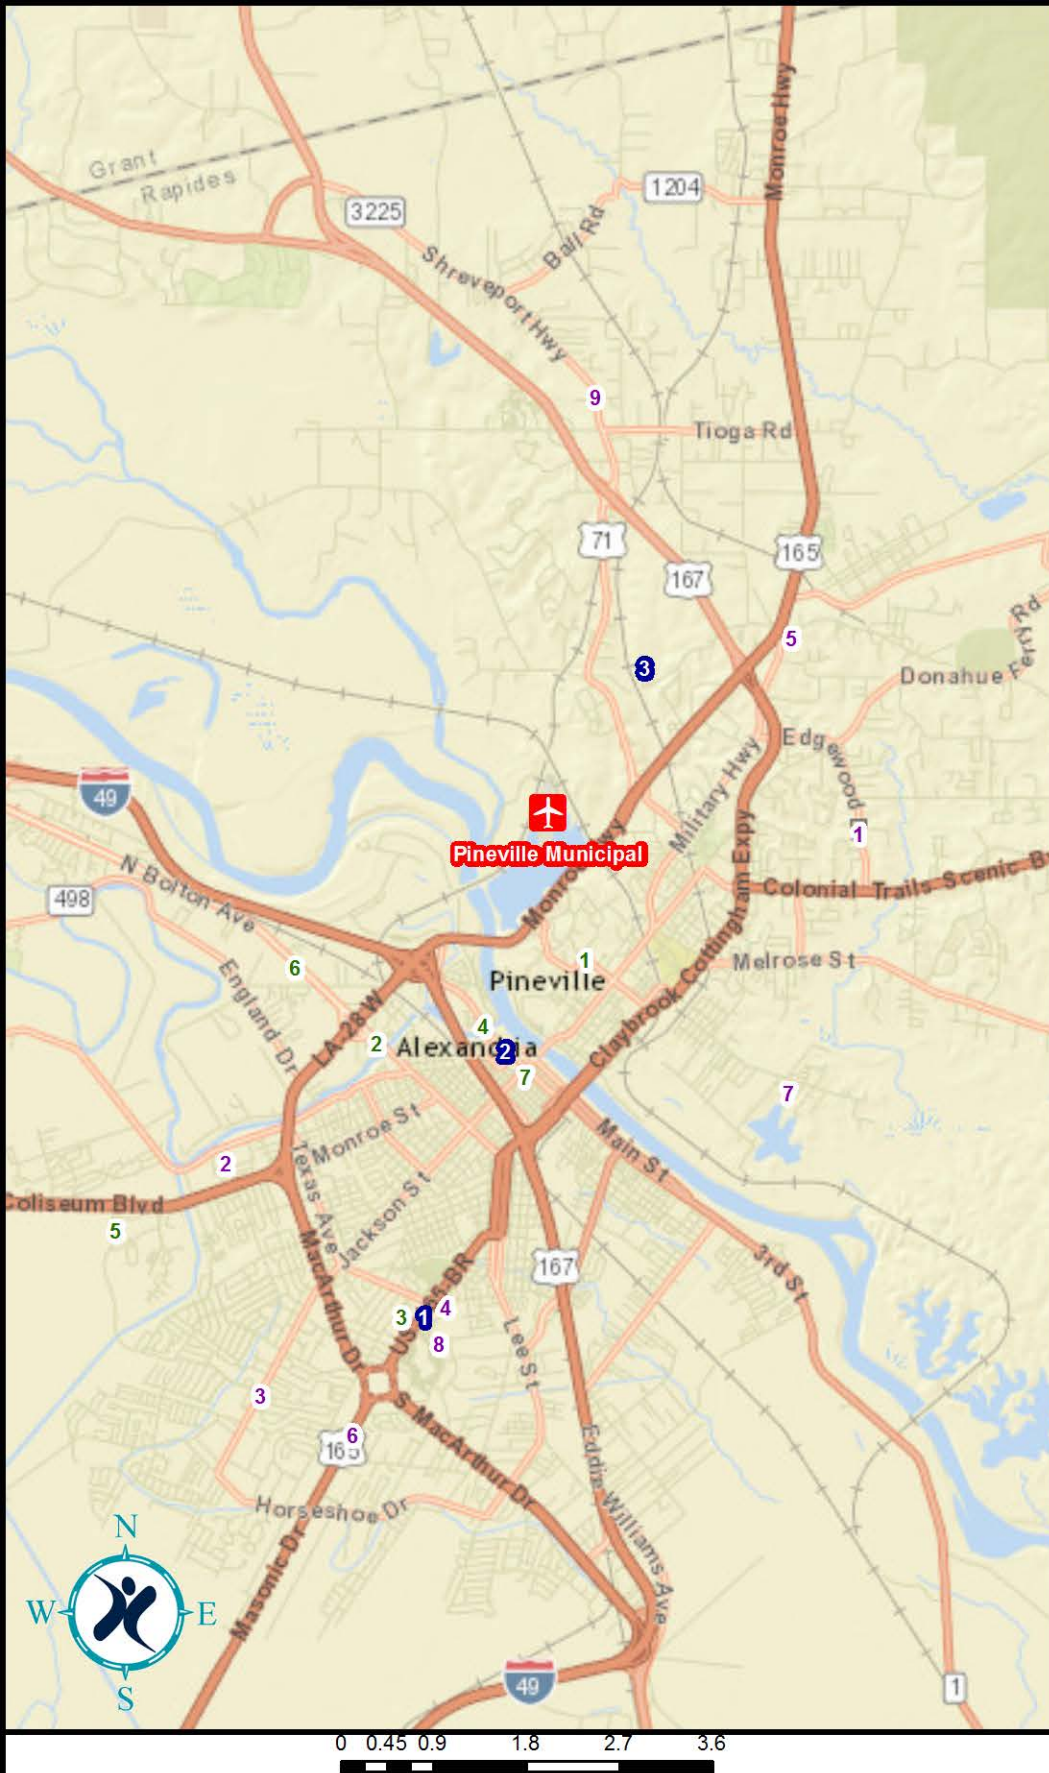 Monroe Hwy
Grant
Rapides
3225
1204
Ball Rd
Shreveport Hwy
9
Tioga Rd
71
165
167
5
3
Donahue Ferry Rd
Edgewood
49
Military Hwy
1
Pineville Municipal
Monroe Hwy
N Bolton Ave
498
Colonial Trails Scenic
Claybrook Cottingham Expy
Melrose St
6
1
Pineville
England Dr
LA-28 W
4
2
Alexandria
2
7
7
Monroe St
Main St
2
Coliseum Blvd
Texas Ave
5
Jackson St
MacArthur Dr
3rd St
167
US BR
3
1
4
8
Lee St
3
6
165
S MacArthur Dr
Eddie Williams Ave
Horseshoe Dr
Masonic Dr
N
W
E
S
49
1
0 0.45 0.9 1.8 2.7 3.6